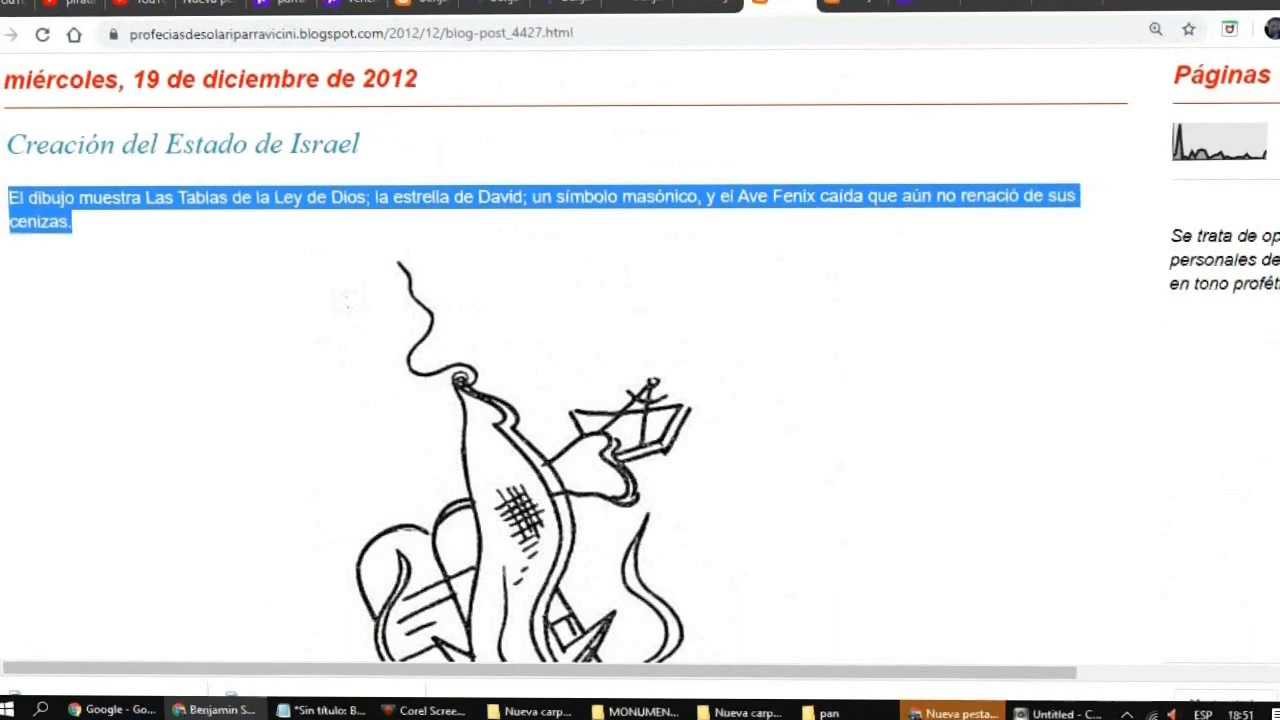 profeciasdesolariparravicini.blogspot.com/2012/12/blog-post_4427.html
miércoles, 19 de diciembre de 2012
Páginas
Creación del Estado de Israel
El dibujo muestra Las Tablas de la Ley de Dios; la estrella de David; un símbolo masónico, y el Ave Fenix caída que aún no renació de sus
cenizas.
Se trata de op
personales de
en tono profét
Google - Go...
Benjamin S...
*Sin título: B...
Corel Scree...
Nueva carp...
MONUMEN...
Nueva carp...
pan
Nueva pesta...
Untitled - C...
ESP
18:51